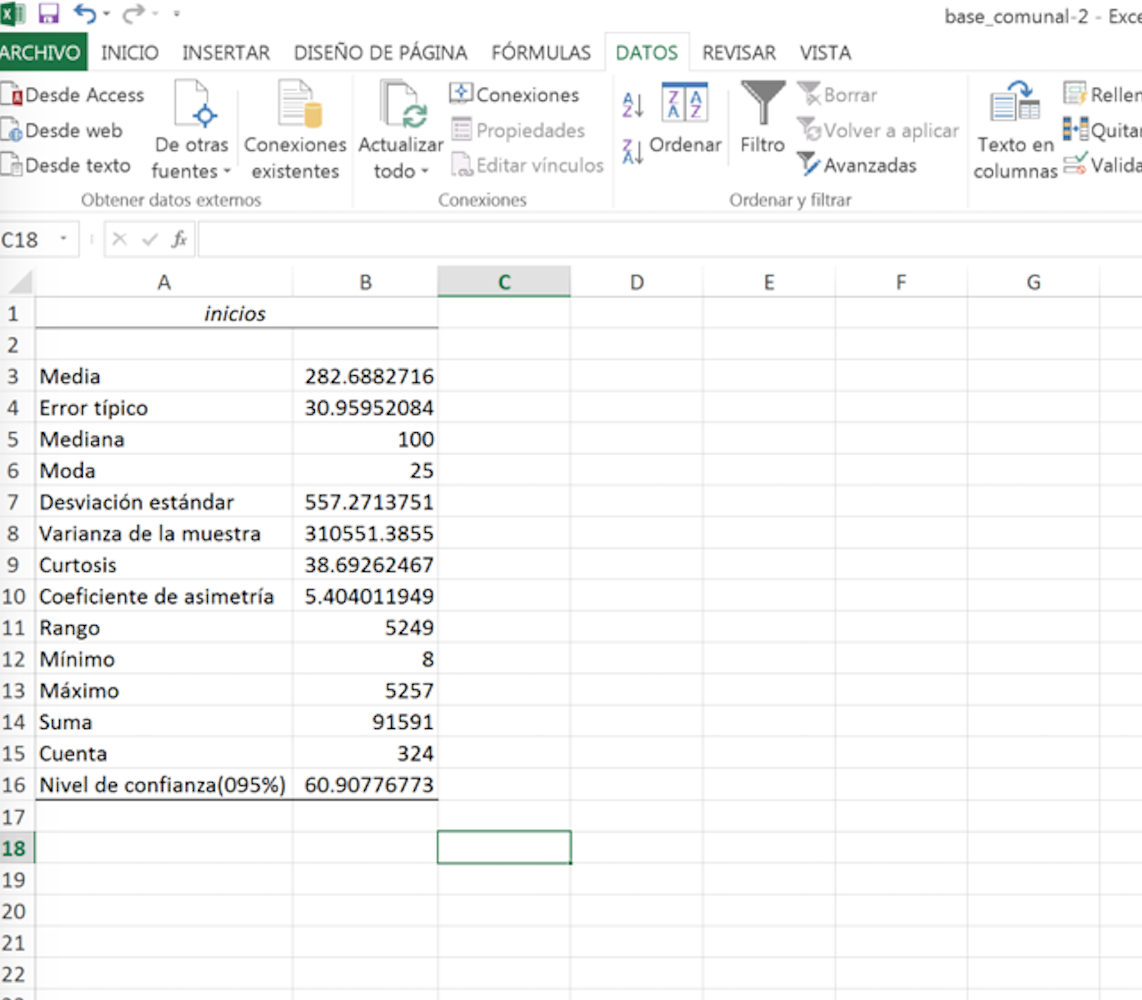 base_comunal-2 - Exce
ARCHIVO INICIO INSERTAR DISEÑO DE PÁGINA FÓRMULAS DATOS REVISAR VISTA
Desde Access
Desde web
Desde texto
De otras
fuentes
Conexiones
existentes
Obtener datos externos
Actualizar
todo
Conexiones
Propiedades
Editar vínculos
Conexiones
Ordenar
Filtro
Borrar
Volver a aplicar
Avanzadas
Ordenar y filtrar
Texto en
columnas
Rellen
Quitar
Valida
C18 fx
A B C D E F G
1 inicios
2
3 Media 282.6882716
4 Error típico 30.95952084
5 Mediana 100
6 Moda 25
7 Desviación estándar 557.2713751
8 Varianza de la muestra 310551.3855
9 Curtosis 38.69262467
10 Coeficiente de asimetría 5.404011949
11 Rango 5249
12 Mínimo 8
13 Máximo 5257
14 Suma 91591
15 Cuenta 324
16 Nivel de confianza(095%) 60.90776773
17
18
19
20
21
22